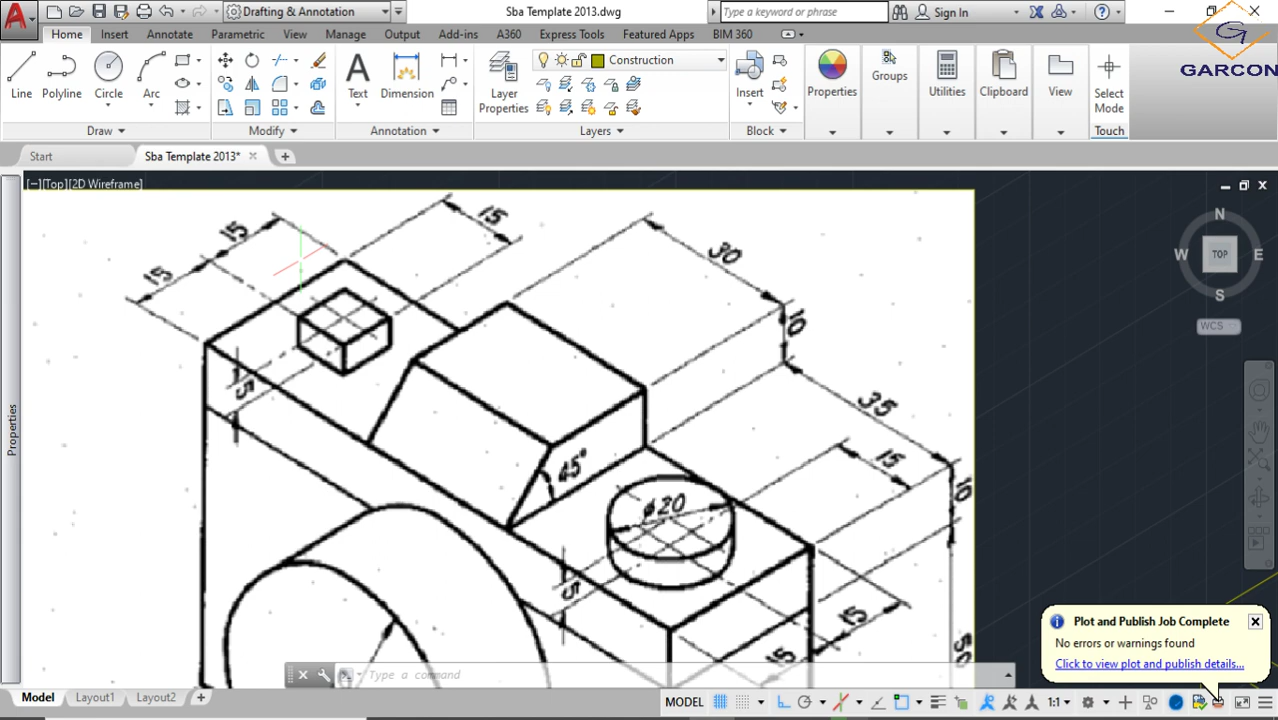 Drafting & Annotation
Sba Template 2013.dwg
Type a keyword or phrase
Sign In
G
GARCON
A
Home
Insert
Annotate
Parametric
View
Manage
Output
Add-ins
A360
Express Tools
Featured Apps
BIM 360
Construction
Line
Polyline
Circle
Arc
Text
Dimension
Layer
Properties
Insert
Properties
Groups
Utilities
Clipboard
View
Select
Mode
Draw
Modify
Annotation
Layers
Block
Touch
Start
Sba Template 2013*
[−][Top][2D Wireframe]
N
W
TOP
E
S
WCS
Properties
15
15
15
30
10
5
45°
35
15
ϕ20
10
5
15
15
50
Plot and Publish Job Complete
No errors or warnings found
Click to view plot and publish details...
Type a command
Model
Layout1
Layout2
MODEL
1:1